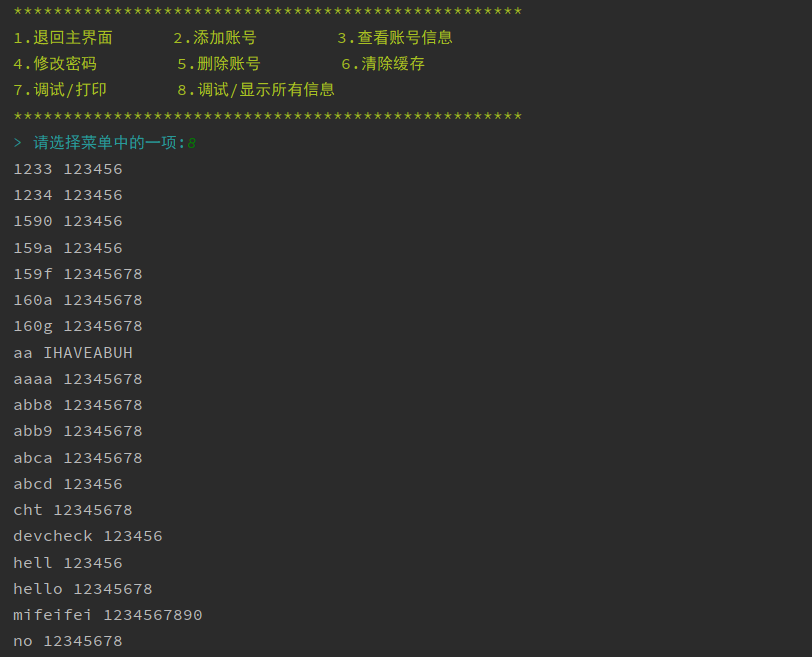 ***************************************************
1.退回主界面 2.添加账号 3.查看账号信息
4.修改密码 5.删除账号 6.清除缓存
7.调试/打印 8.调试/显示所有信息
***************************************************
> 请选择菜单中的一项:8
1233 123456
1234 123456
1590 123456
159a 123456
159f 12345678
160a 12345678
160g 12345678
aa IHAVEABUH
aaaa 12345678
abb8 12345678
abb9 12345678
abca 12345678
abcd 123456
cht 12345678
devcheck 123456
hell 123456
hello 12345678
mifeifei 1234567890
no 12345678